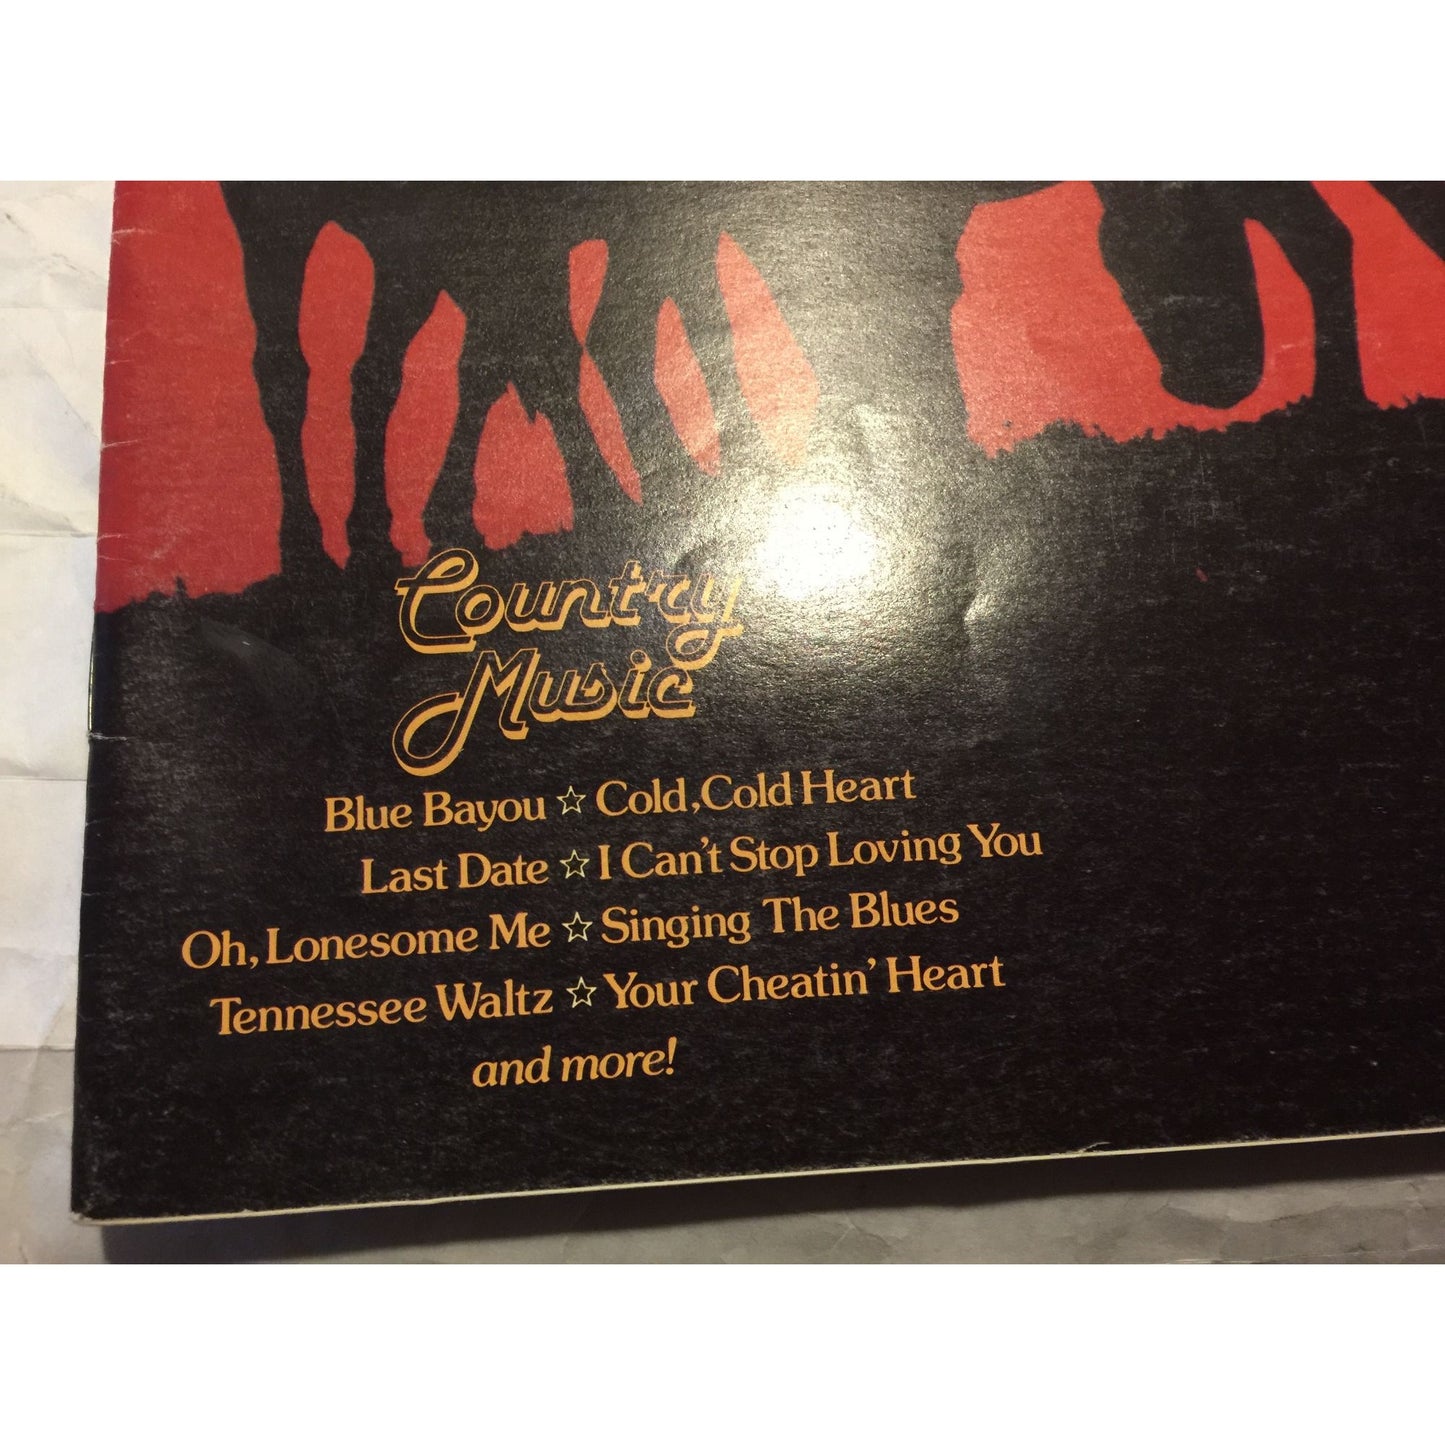 Country
Music
Blue Bayou ☆ Cold, Cold Heart
Last Date ☆ I Can't Stop Loving You
Oh, Lonesome Me ☆ Singing The Blues
Tennessee Waltz ☆ Your Cheatin' Heart
and more!